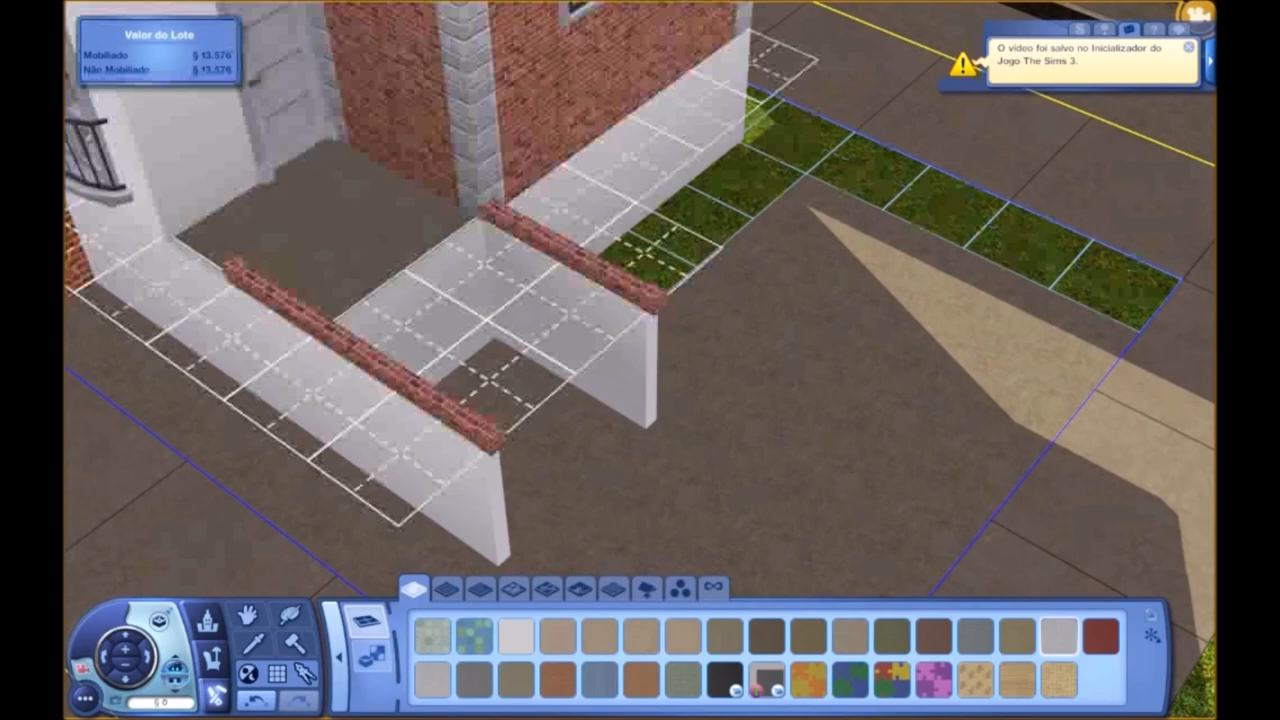 Valor do Lote
Mobiliado § 13.576
Não Mobiliado § 13.576
O vídeo foi salvo no Inicializador do
Jogo The Sims 3.
§ 0